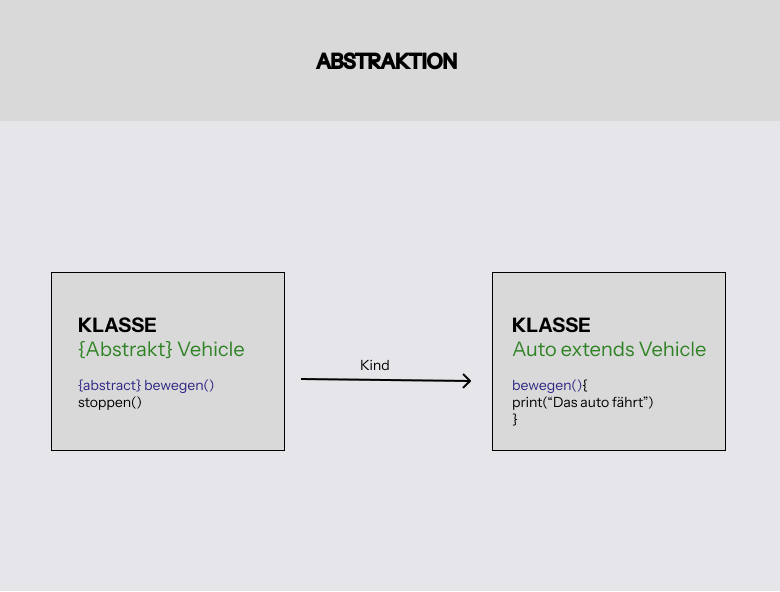 ABSTRAKTION
KLASSE
{Abstrakt} Vehicle
{abstract} bewegen()
stoppen()
Kind
KLASSE
Auto extends Vehicle
bewegen(){
print(“Das auto fährt”)
}